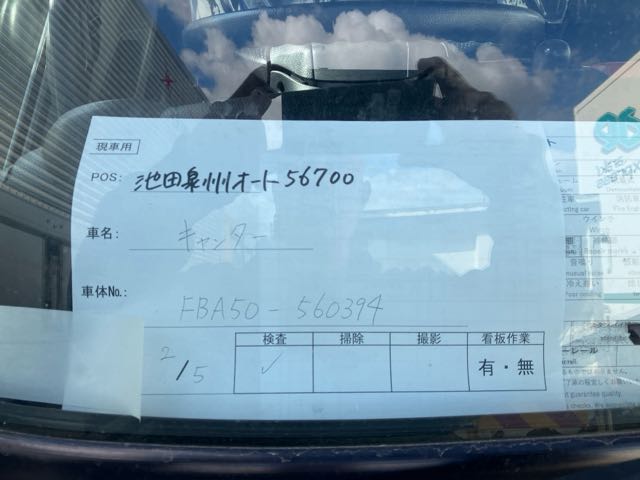 現車用
POS: 池田泉州オート56700
車名: キャンター
車体No.: FBA50-560394
検査 掃除 撮影 看板作業
2/5 ✓ 有・無